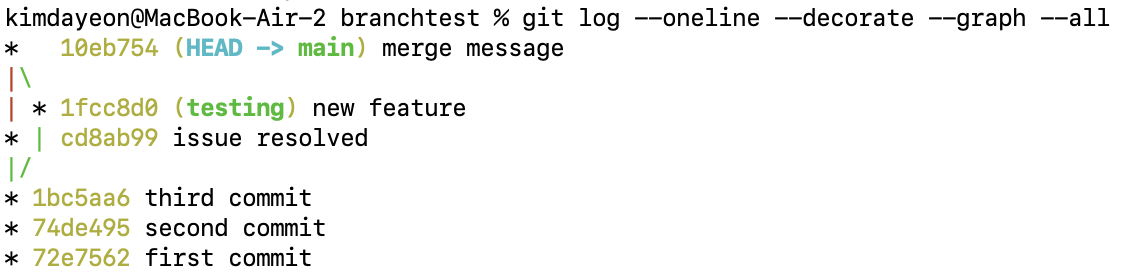 kimdayeon@MacBook-Air-2 branchtest % git log --oneline --decorate --graph --all
*   10eb754 (HEAD -> main) merge message
|\
| * 1fcc8d0 (testing) new feature
* | cd8ab99 issue resolved
|/
* 1bc5aa6 third commit
* 74de495 second commit
* 72e7562 first commit